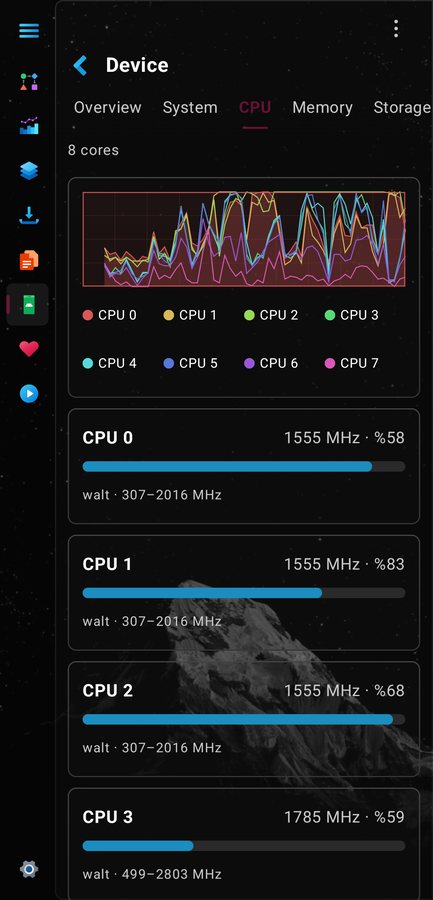 Device
Overview System CPU Memory Storage
8 cores
CPU 0 CPU 1 CPU 2 CPU 3
CPU 4 CPU 5 CPU 6 CPU 7
CPU 0 1555 MHz · %58
walt · 307–2016 MHz
CPU 1 1555 MHz · %83
walt · 307–2016 MHz
CPU 2 1555 MHz · %68
walt · 307–2016 MHz
CPU 3 1785 MHz · %59
walt · 499–2803 MHz